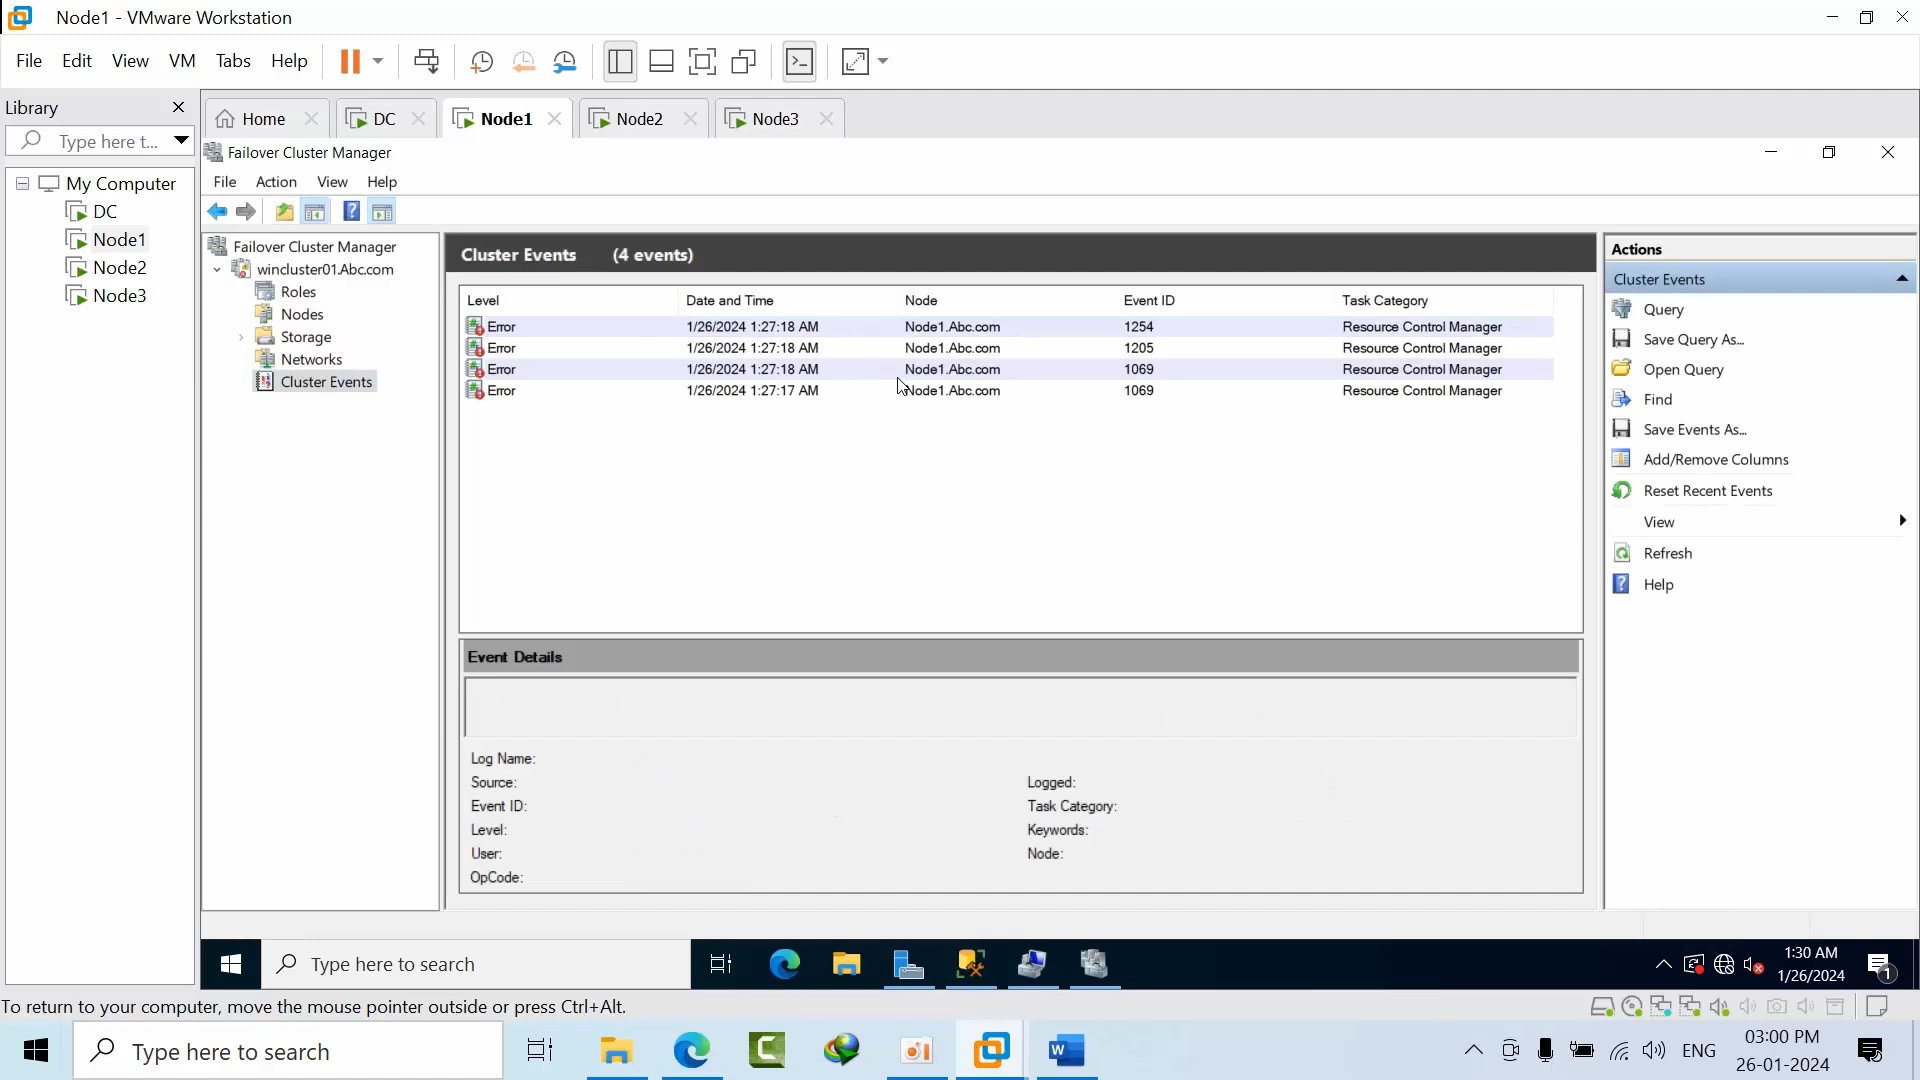 Node1 - VMware Workstation
File Edit View VM Tabs Help
Library
Type here t...
My Computer
DC
Node1
Node2
Node3
Home DC Node1 Node2 Node3
Failover Cluster Manager
File Action View Help
Failover Cluster Manager
wincluster01.Abc.com
Roles
Nodes
Storage
Networks
Cluster Events
Cluster Events (4 events)
Level Date and Time Node Event ID Task Category
Error 1/26/2024 1:27:18 AM Node1.Abc.com 1254 Resource Control Manager
Error 1/26/2024 1:27:18 AM Node1.Abc.com 1205 Resource Control Manager
Error 1/26/2024 1:27:18 AM Node1.Abc.com 1069 Resource Control Manager
Error 1/26/2024 1:27:17 AM Node1.Abc.com 1069 Resource Control Manager
Event Details
Log Name:
Source: Logged:
Event ID: Task Category:
Level: Keywords:
User: Node:
OpCode:
Actions
Cluster Events
Query
Save Query As...
Open Query
Find
Save Events As...
Add/Remove Columns
Reset Recent Events
View
Refresh
Help
Type here to search
1:30 AM
1/26/2024
1
To return to your computer, move the mouse pointer outside or press Ctrl+Alt.
Type here to search
ENG
03:00 PM
26-01-2024